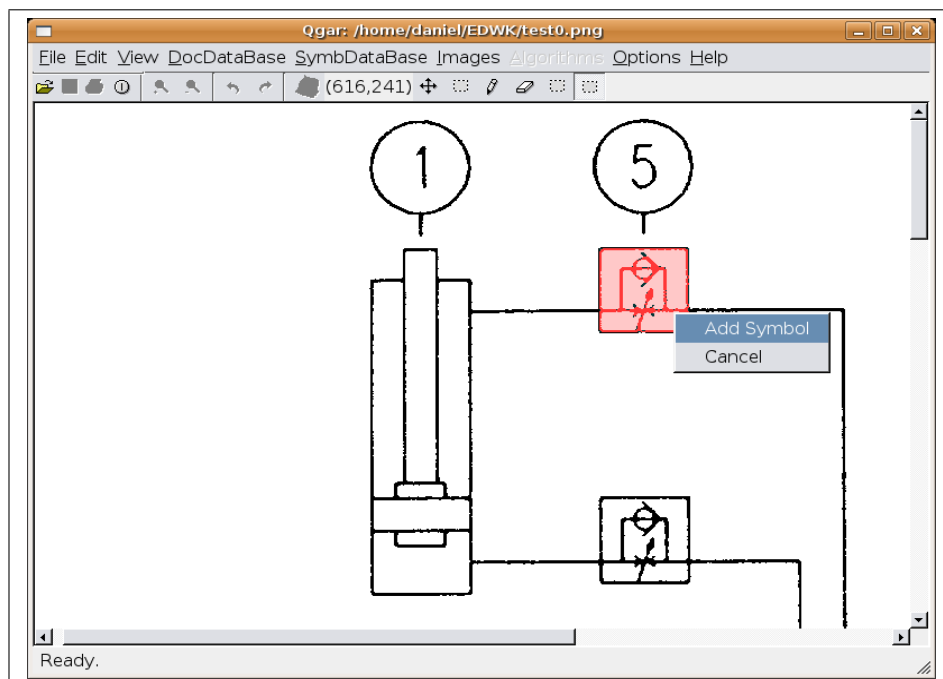 Qgar: /home/daniel/EDWK/test0.png
File Edit View DocDataBase SymbDataBase Images Algorithms Options Help
(616,241)
1 5
Add Symbol
Cancel
Ready.